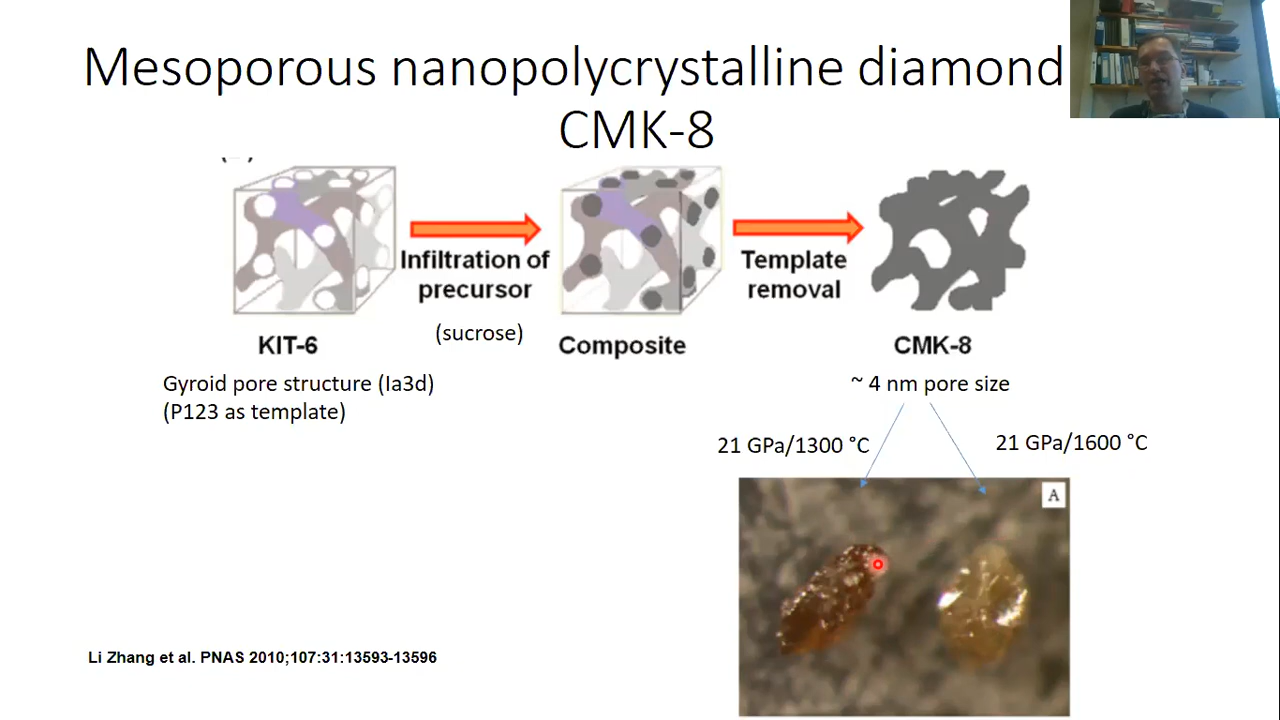 Mesoporous nanopolycrystalline diamond
CMK-8
Infiltration of
precursor
(sucrose)
Template
removal
KIT-6
Composite
CMK-8
Gyroid pore structure (Ia3d)
(P123 as template)
~ 4 nm pore size
21 GPa/1300 °C
21 GPa/1600 °C
A
Li Zhang et al. PNAS 2010;107:31:13593-13596